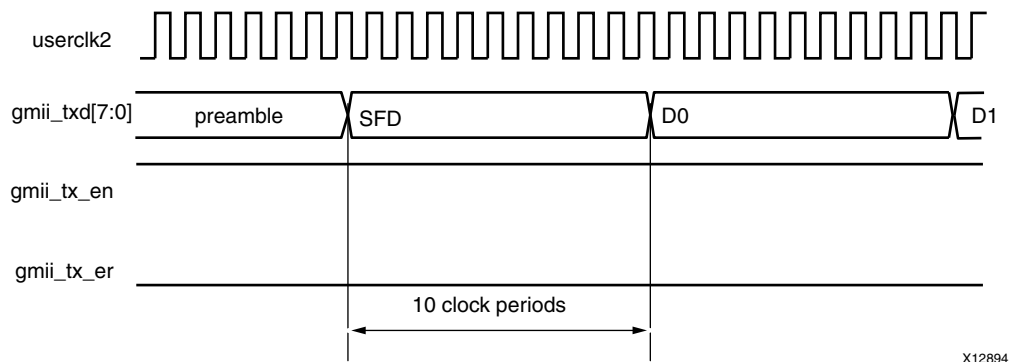 userclk2
gmii_txd[7:0]
preamble
SFD
D0
D1
gmii_tx_en
gmii_tx_er
10 clock periods
X12894